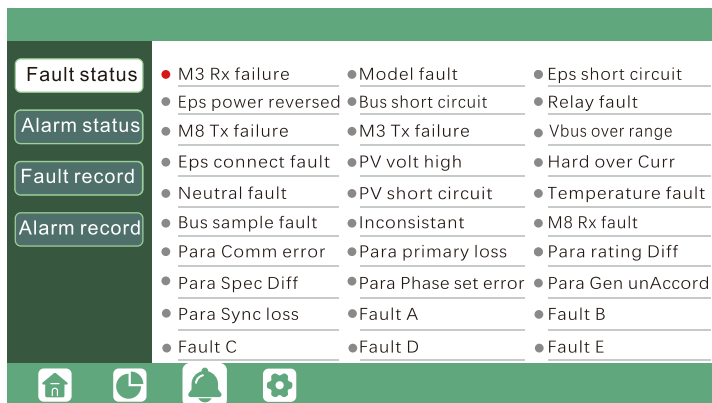 Fault status
Alarm status
Fault record
Alarm record
M3 Rx failure Model fault Eps short circuit
Eps power reversed Bus short circuit Relay fault
M8 Tx failure M3 Tx failure Vbus over range
Eps connect fault PV volt high Hard over Curr
Neutral fault PV short circuit Temperature fault
Bus sample fault Inconsistant M8 Rx fault
Para Comm error Para primary loss Para rating Diff
Para Spec Diff Para Phase set error Para Gen unAccord
Para Sync loss Fault A Fault B
Fault C Fault D Fault E